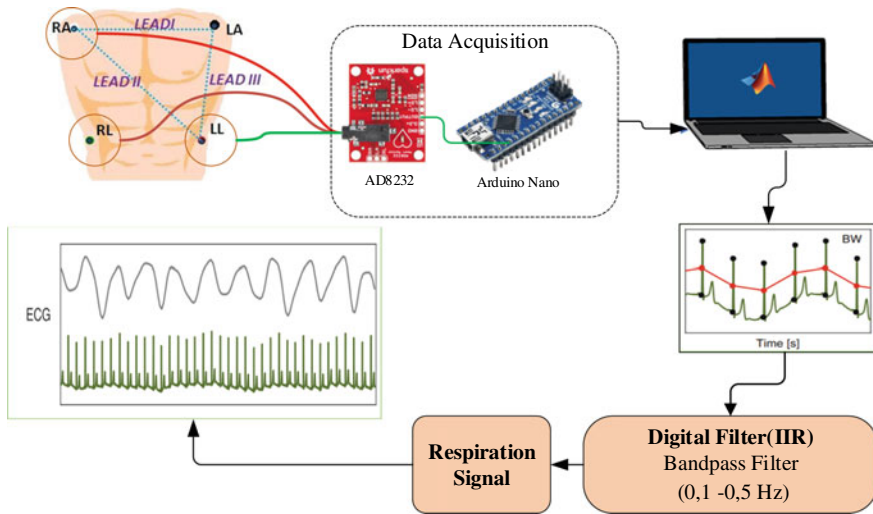 RA
LEADI
LA
LEAD II
LEAD III
RL
LL
Data Acquisition
AD8232
Arduino Nano
BW
Time [s]
ECG
Respiration
Signal
Digital Filter(IIR)
Bandpass Filter
(0,1 -0,5 Hz)